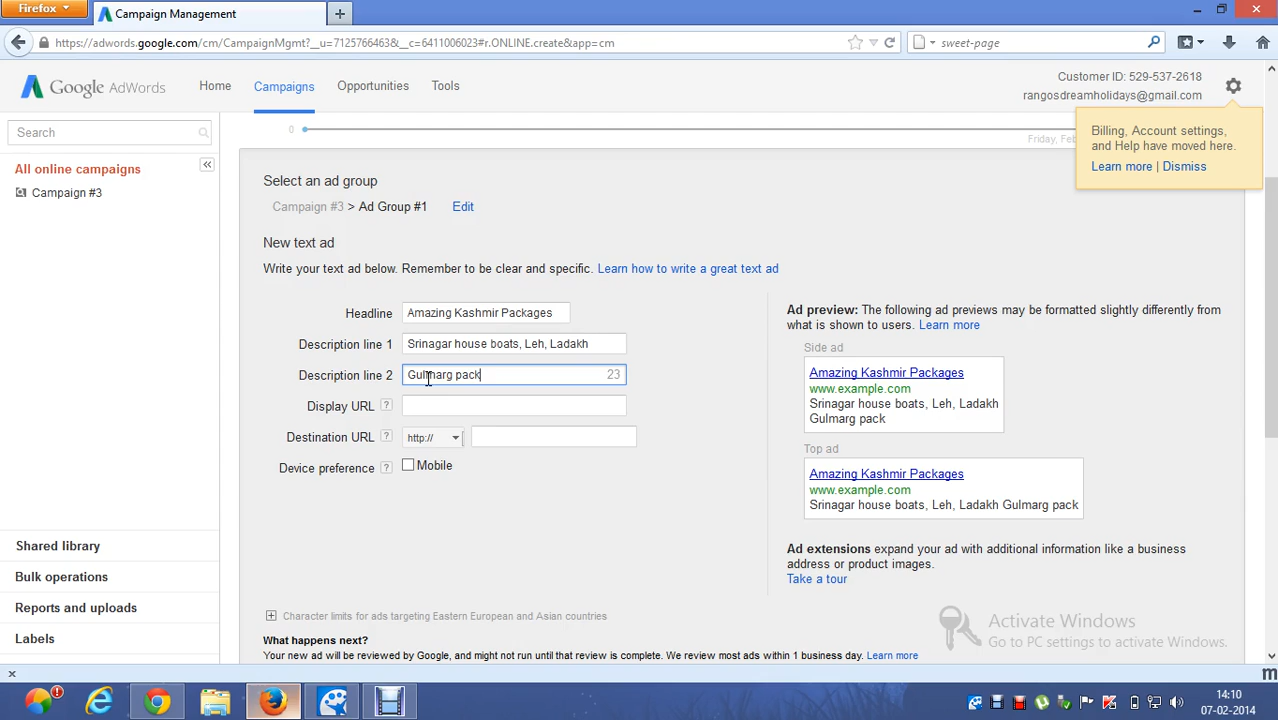 Firefox
Campaign Management
https://adwords.google.com/cm/CampaignMgmt?__u=7125766463&__c=6411006023#r.ONLINE.create&app=cm
sweet-page
Google AdWords
Home
Campaigns
Opportunities
Tools
Customer ID: 529-537-2618
rangosdreamholidays@gmail.com
Billing, Account settings,
and Help have moved here.
Learn more | Dismiss
Search
All online campaigns
Campaign #3
Shared library
Bulk operations
Reports and uploads
Labels
0
Friday, Feb
Select an ad group
Campaign #3 > Ad Group #1 Edit
New text ad
Write your text ad below. Remember to be clear and specific. Learn how to write a great text ad
Headline Amazing Kashmir Packages
Description line 1 Srinagar house boats, Leh, Ladakh
Description line 2 Gulmarg pack 23
Display URL ?
Destination URL ? http://
Device preference ? Mobile
Ad preview: The following ad previews may be formatted slightly differently from
what is shown to users. Learn more
Side ad
Amazing Kashmir Packages
www.example.com
Srinagar house boats, Leh, Ladakh
Gulmarg pack
Top ad
Amazing Kashmir Packages
www.example.com
Srinagar house boats, Leh, Ladakh Gulmarg pack
Ad extensions expand your ad with additional information like a business
address or product images.
Take a tour
Character limits for ads targeting Eastern European and Asian countries
What happens next?
Your new ad will be reviewed by Google, and might not run until that review is complete. We review most ads within 1 business day. Learn more
Activate Windows
Go to PC settings to activate Windows.
14:10
07-02-2014